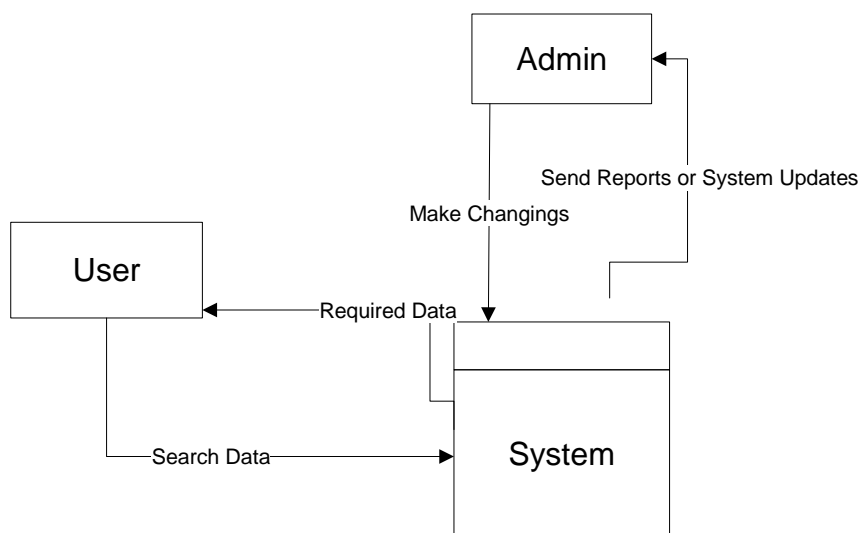 Admin
Send Reports or System Updates
Make Changings
User
Required Data
Search Data
System